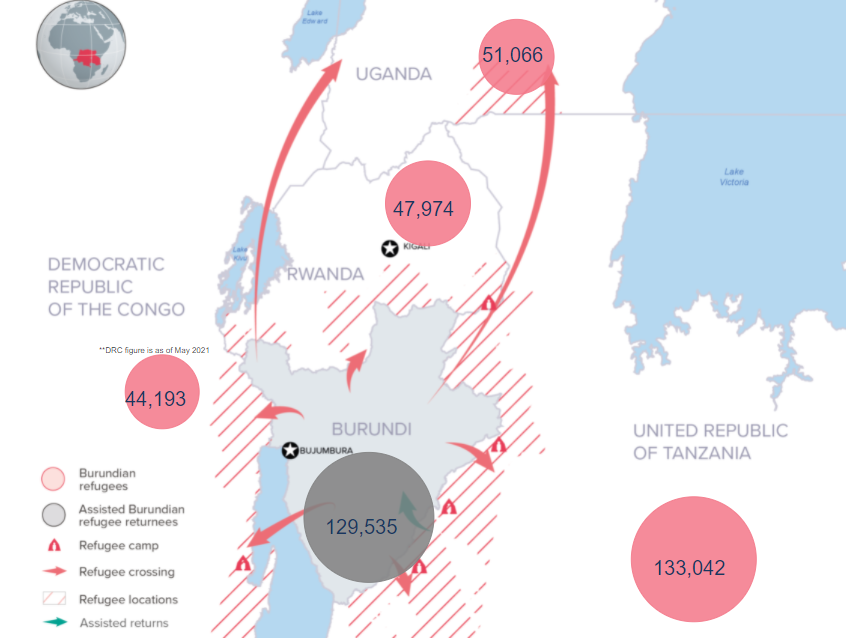 Lake
Edward
51,066
UGANDA
Lake
Victoria
47,974
KIGALI
Lake
RWANDA
DEMOCRATIC
REPUBLIC
OF THE CONGO
**DRC figure is as of May 2021
44,193
BURUNDI
UNITED REPUBLIC
OF TANZANIA
BUJUMBURA
Burundian
refugees
Assisted Burundian
refugee returnees
129,535
Refugee camp
133,042
Refugee crossing
Refugee locations
Assisted returns